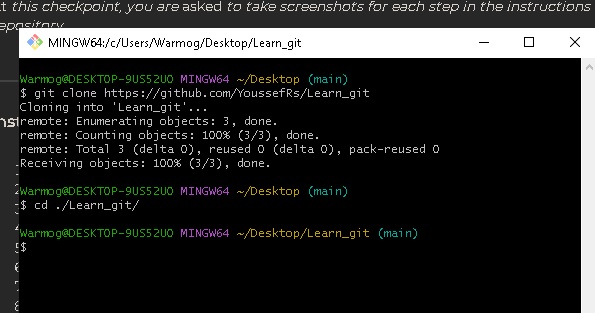 this checkpoint, you are asked to take screenshots for each step in the instructions
MINGW64:/c/Users/Warmog/Desktop/Learn_git
Warmog@DESKTOP-9US52UO MINGW64 ~/Desktop (main)
$ git clone https://github.com/YoussefRs/Learn_git
Cloning into 'Learn_git'...
remote: Enumerating objects: 3, done.
remote: Counting objects: 100% (3/3), done.
remote: Total 3 (delta 0), reused 0 (delta 0), pack-reused 0
Receiving objects: 100% (3/3), done.
Warmog@DESKTOP-9US52UO MINGW64 ~/Desktop (main)
$ cd ./Learn_git/
Warmog@DESKTOP-9US52UO MINGW64 ~/Desktop/Learn_git (main)
$